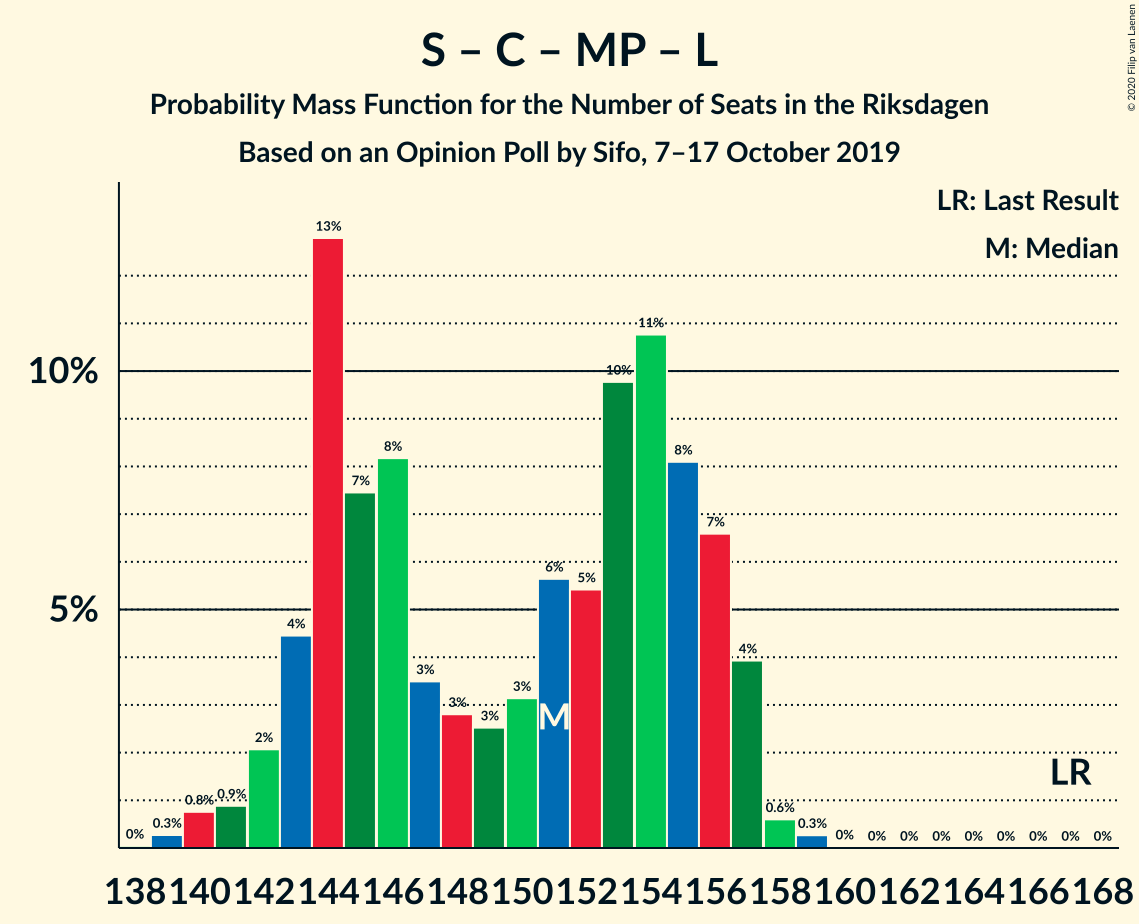 S – C – MP – L
Probability Mass Function for the Number of Seats in the Riksdagen
Based on an Opinion Poll by Sifo, 7–17 October 2019
© 2020 Filip van Laenen
LR: Last Result
M: Median
10%
5%
0% 0.3% 0.8% 0.9% 2% 4% 13% 7% 8% 3% 3% 3% 3% 6% 5% 10% 11% 8% 7% 4% 0.6% 0.3% 0% 0% 0% 0% 0% 0% 0% 0% 0%
M
LR
138 140 142 144 146 148 150 152 154 156 158 160 162 164 166 168